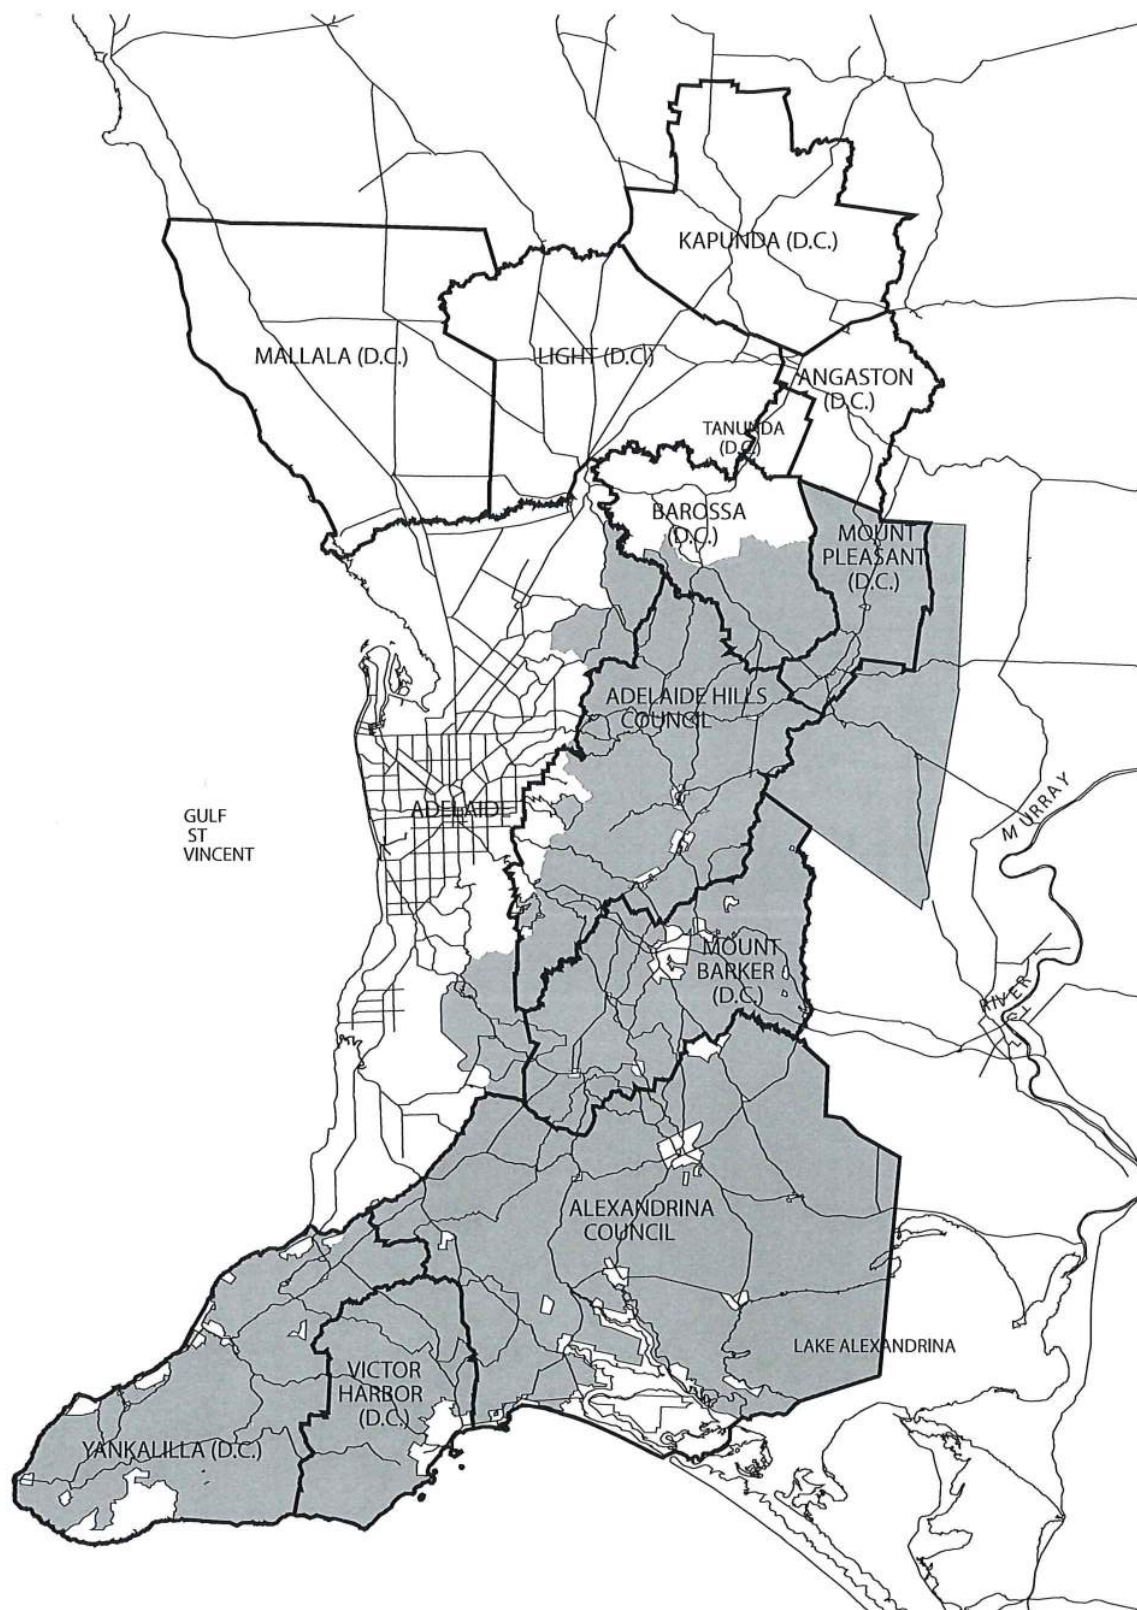 KAPUNDA (D.C.)
MALLALA (D.C.)
LIGHT (D.C.)
ANGASTON
(D.C.)
TANUNDA
(D.C.)
BAROSSA
(D.C.)
MOUNT
PLEASANT
(D.C.)
ADELAIDE HILLS
COUNCIL
ADELAIDE
GULF
ST
VINCENT
MURRAY
RIVER
MOUNT
BARKER
(D.C.)
ALEXANDRINA
COUNCIL
LAKE ALEXANDRINA
VICTOR
HARBOR
(D.C.)
YANKALILLA (D.C.)